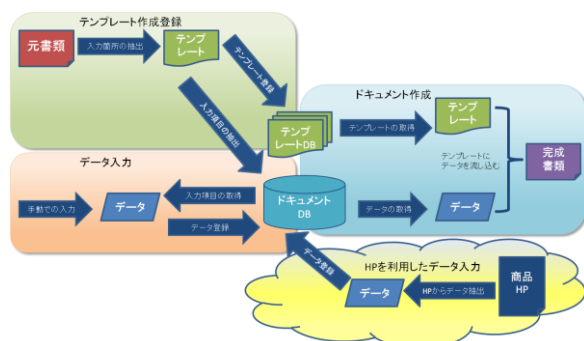 テンプレート作成登録
元書類
入力箇所の抽出
テンプ
レート
テンプレート登録
入力項目の抽出
ドキュメント作成
テンプ
レートDB
テンプレートの取得
テンプ
レート
テンプレートに
データを流し込む
完成
書類
データ入力
手動での入力
データ
入力項目の取得
データ登録
ドキュメント
DB
データの取得
データ
データ登録
HPを利用したデータ入力
データ
HPからデータ抽出
商品
HP